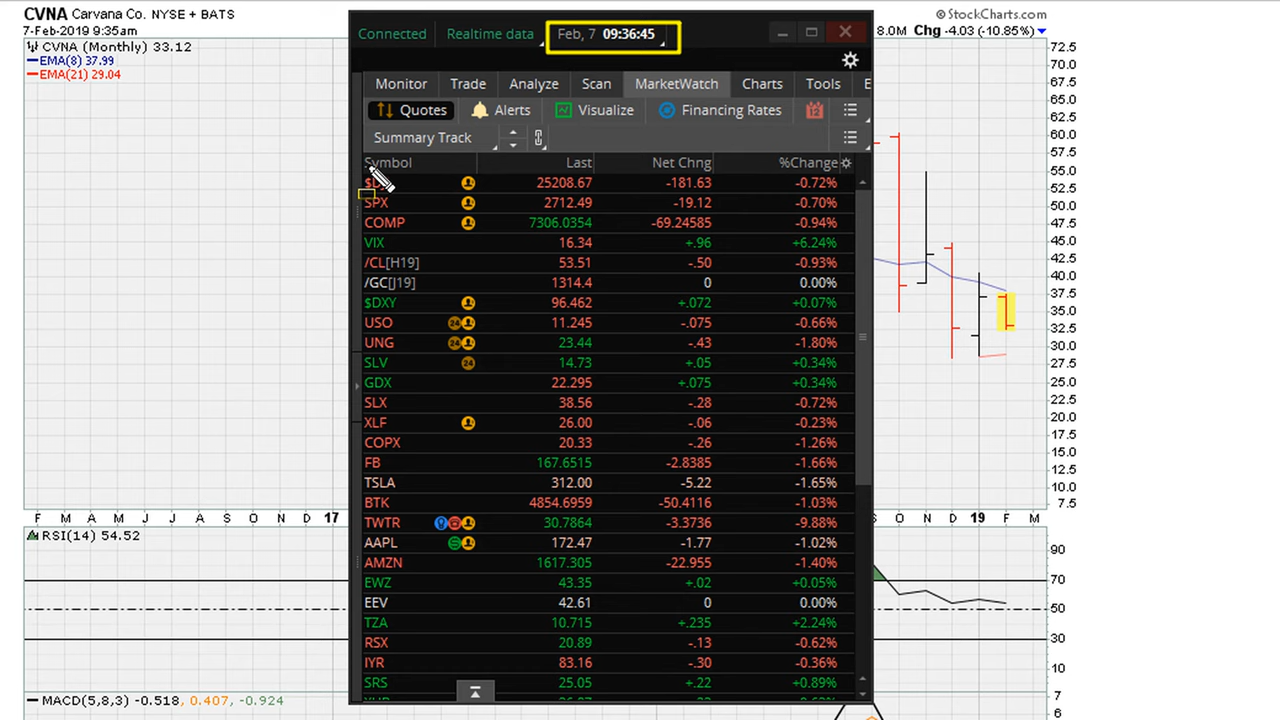 CVNA Carvana Co. NYSE + BATS
© StockCharts.com
7-Feb-2019 9:35am
8.0M Chg -4.03 (-10.85%)
CVNA (Monthly) 33.12
EMA(8) 37.99
EMA(21) 29.04
Connected Realtime data Feb, 7 09:36:45
Monitor Trade Analyze Scan MarketWatch Charts Tools E
Quotes Alerts Visualize Financing Rates 12
Summary Track
Symbol Last Net Chng %Change
25208.67 -181.63 -0.72%
SPX 2712.49 -19.12 -0.70%
COMP 7306.0354 -69.24585 -0.94%
VIX 16.34 +.96 +6.24%
/CL[H19] 53.51 -.50 -0.93%
/GC[J19] 1314.4 0 0.00%
$DXY 96.462 +.072 +0.07%
USO 24 11.245 -.075 -0.66%
UNG 24 23.44 -.43 -1.80%
SLV 24 14.73 +.05 +0.34%
GDX 22.295 +.075 +0.34%
SLX 38.56 -.28 -0.72%
XLF 26.00 -.06 -0.23%
COPX 20.33 -.26 -1.26%
FB 167.6515 -2.8385 -1.66%
TSLA 312.00 -5.22 -1.65%
BTK 4854.6959 -50.4116 -1.03%
TWTR 30.7864 -3.3736 -9.88%
AAPL 172.47 -1.77 -1.02%
AMZN 1617.305 -22.955 -1.40%
EWZ 43.35 +.02 +0.05%
EEV 42.61 0 0.00%
TZA 10.715 +.235 +2.24%
RSX 20.89 -.13 -0.62%
IYR 83.16 -.30 -0.36%
SRS 25.05 +.22 +0.89%
72.5
70.0
67.5
65.0
62.5
60.0
57.5
55.0
52.5
50.0
47.5
45.0
42.5
40.0
37.5
35.0
32.5
30.0
27.5
25.0
22.5
20.0
17.5
15.0
12.5
10.0
7.5
F M A M J J A S O N D 17
S O N D 19 F M
RSI(14) 54.52
90
70
50
30
10
MACD(5,8,3) -0.518, 0.407, -0.924
7
6